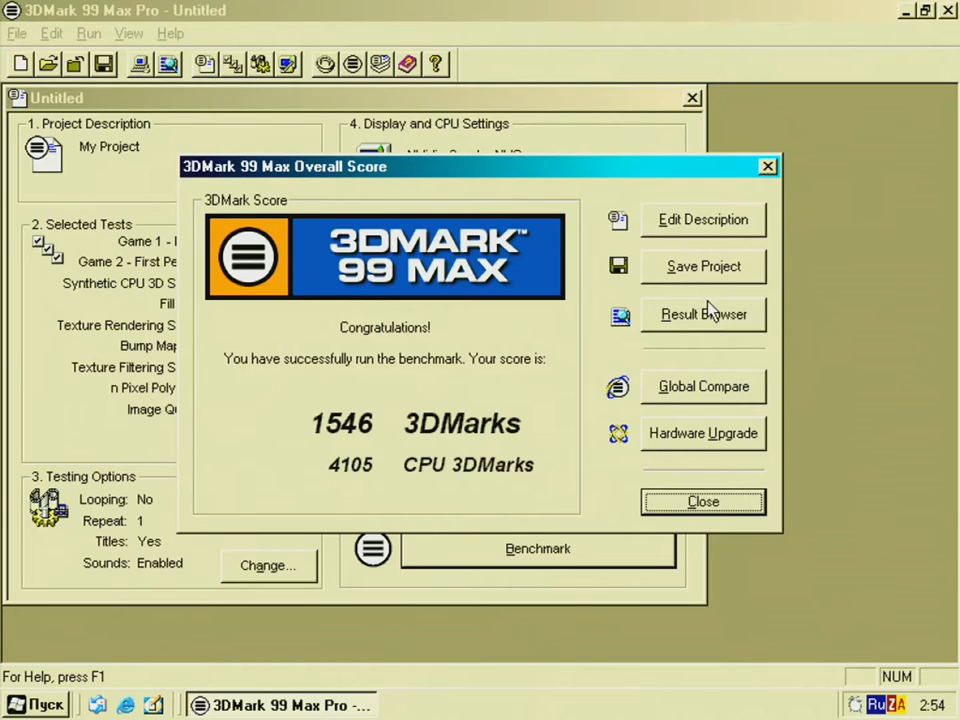 3DMark 99 Max Pro - Untitled
File Edit Run View Help
Untitled
1. Project Description
My Project
4. Display and CPU Settings
3DMark 99 Max Overall Score
3DMark Score
3DMARK™
99 MAX
Congratulations!
You have successfully run the benchmark. Your score is:
1546 3DMarks
4105 CPU 3DMarks
Edit Description
Save Project
Result Browser
Global Compare
Hardware Upgrade
Close
2. Selected Tests
Game 1 -
Game 2 - First Pe
Synthetic CPU 3D S
Fill
Texture Rendering S
Bump Ma
Texture Filtering S
n Pixel Poly
Image Qu
3. Testing Options
Looping: No
Repeat: 1
Titles: Yes
Sounds: Enabled
Change...
Benchmark
For Help, press F1
NUM
Пуск
3DMark 99 Max Pro -...
Ru ZA
2:54